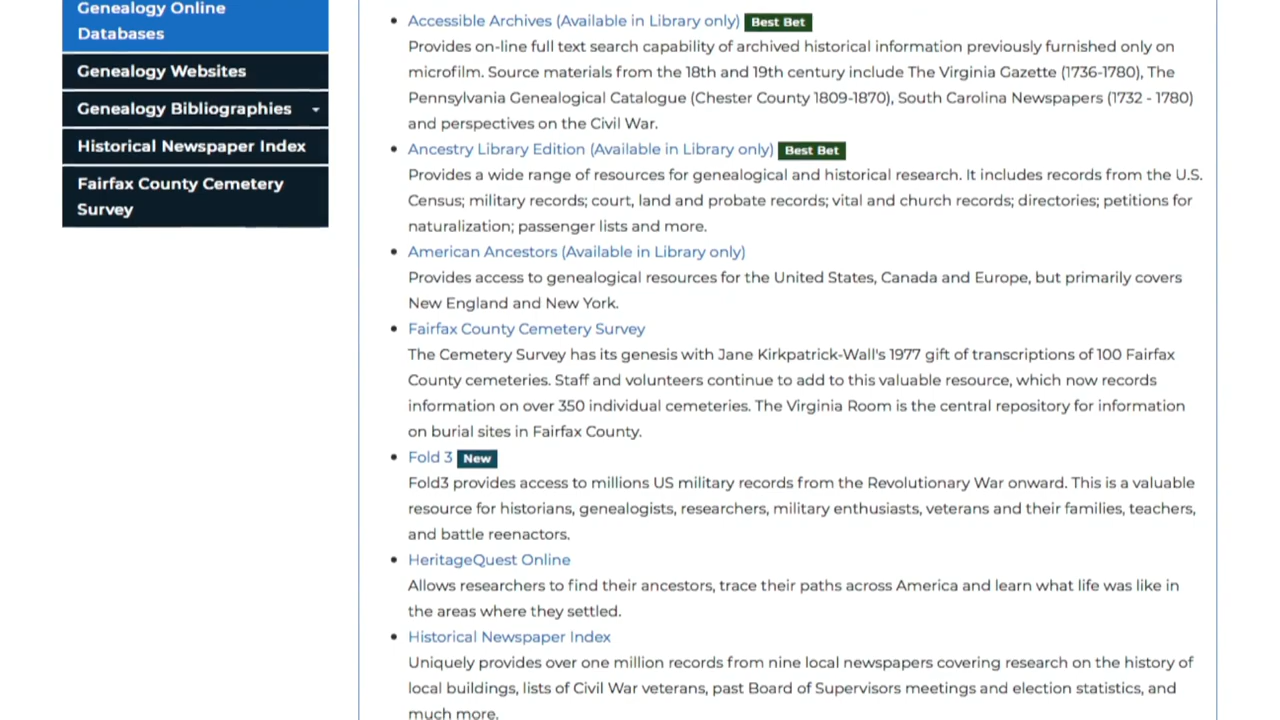 Genealogy Online
Databases
Genealogy Websites
Genealogy Bibliographies
Historical Newspaper Index
Fairfax County Cemetery
Survey
Accessible Archives (Available in Library only) Best Bet
Provides on-line full text search capability of archived historical information previously furnished only on
microfilm. Source materials from the 18th and 19th century include The Virginia Gazette (1736-1780), The
Pennsylvania Genealogical Catalogue (Chester County 1809-1870), South Carolina Newspapers (1732 - 1780)
and perspectives on the Civil War.
Ancestry Library Edition (Available in Library only) Best Bet
Provides a wide range of resources for genealogical and historical research. It includes records from the U.S.
Census; military records; court, land and probate records; vital and church records; directories; petitions for
naturalization; passenger lists and more.
American Ancestors (Available in Library only)
Provides access to genealogical resources for the United States, Canada and Europe, but primarily covers
New England and New York.
Fairfax County Cemetery Survey
The Cemetery Survey has its genesis with Jane Kirkpatrick-Wall's 1977 gift of transcriptions of 100 Fairfax
County cemeteries. Staff and volunteers continue to add to this valuable resource, which now records
information on over 350 individual cemeteries. The Virginia Room is the central repository for information
on burial sites in Fairfax County.
Fold 3 New
Fold3 provides access to millions US military records from the Revolutionary War onward. This is a valuable
resource for historians, genealogists, researchers, military enthusiasts, veterans and their families, teachers,
and battle reenactors.
HeritageQuest Online
Allows researchers to find their ancestors, trace their paths across America and learn what life was like in
the areas where they settled.
Historical Newspaper Index
Uniquely provides over one million records from nine local newspapers covering research on the history of
local buildings, lists of Civil War veterans, past Board of Supervisors meetings and election statistics, and
much more.